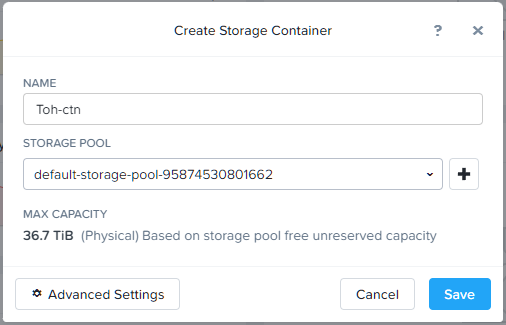 Create Storage Container
?
NAME
Toh-ctn
STORAGE POOL
default-storage-pool-95874530801662
MAX CAPACITY
36.7 TiB (Physical) Based on storage pool free unreserved capacity
Advanced Settings
Cancel
Save